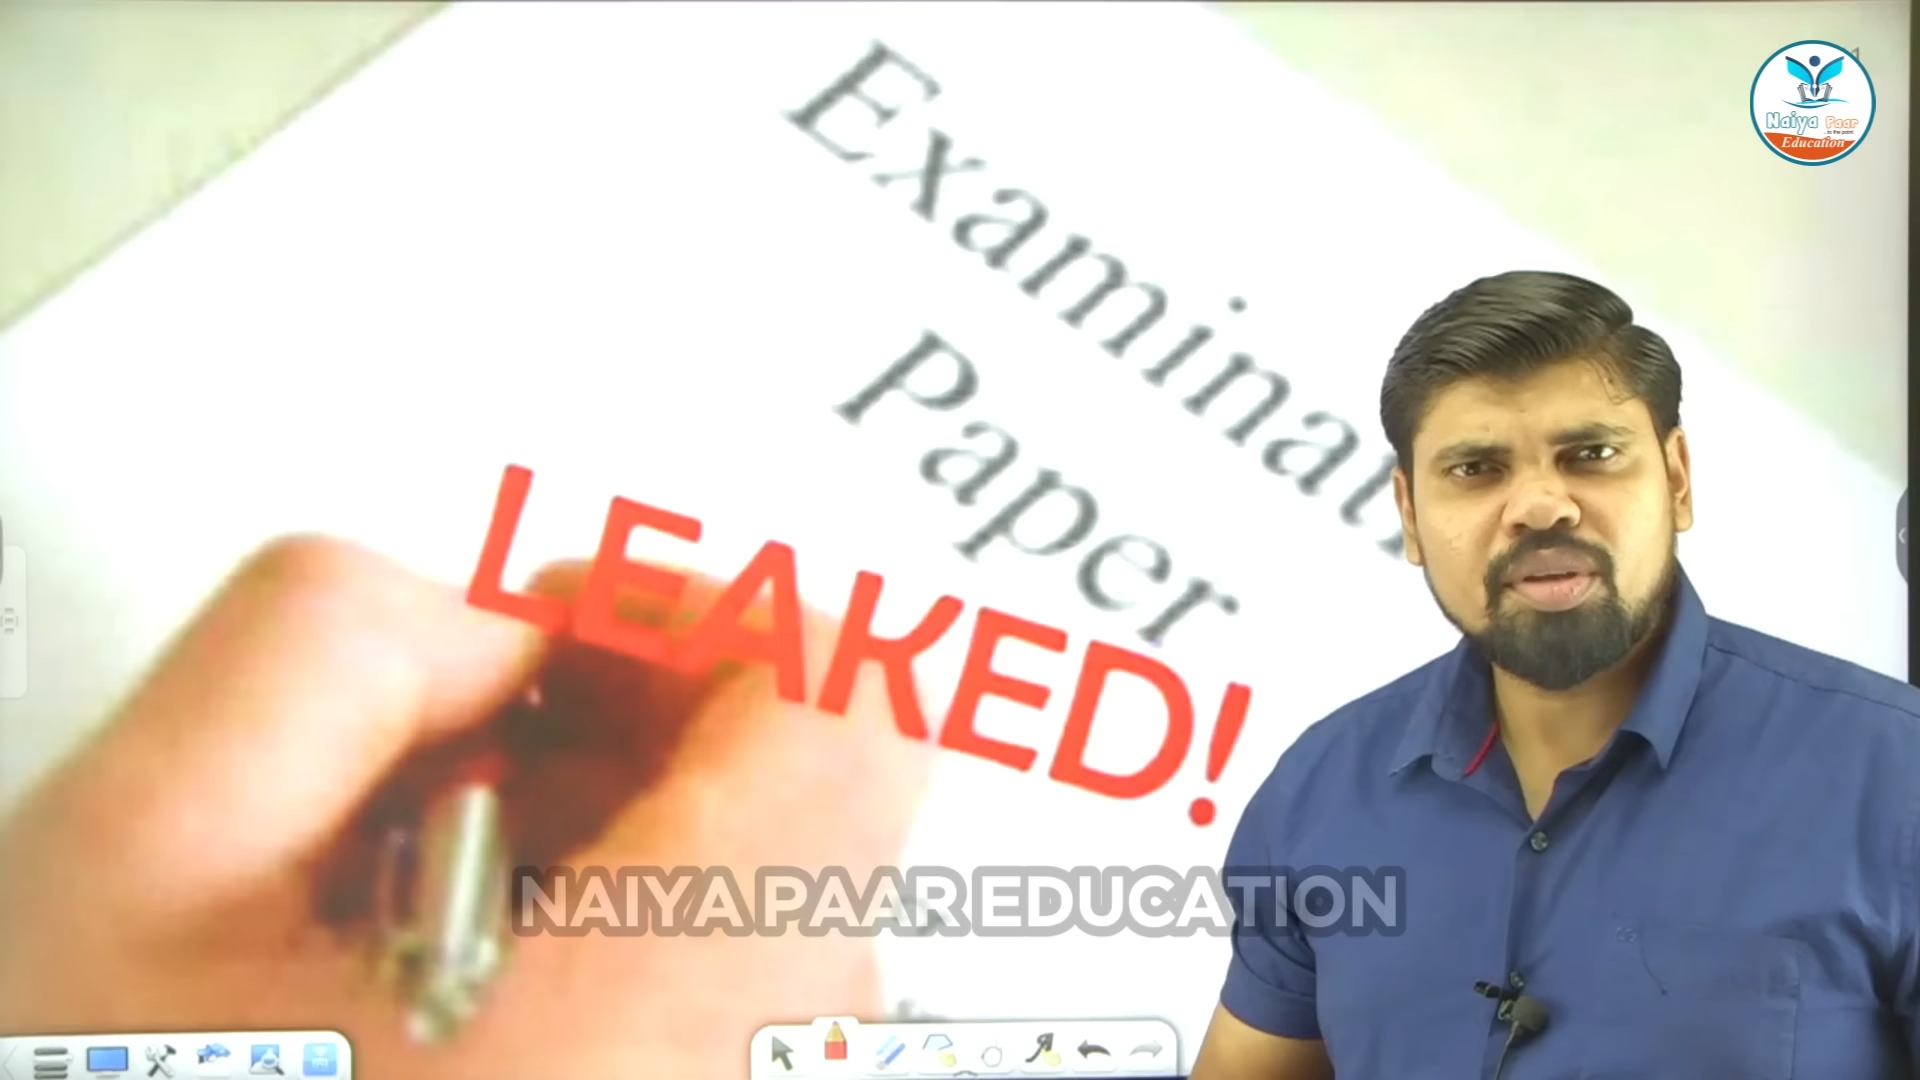 Examinat
Paper
LEAKED!
NAIYA PAAR EDUCATION
Naiya Paar
Education